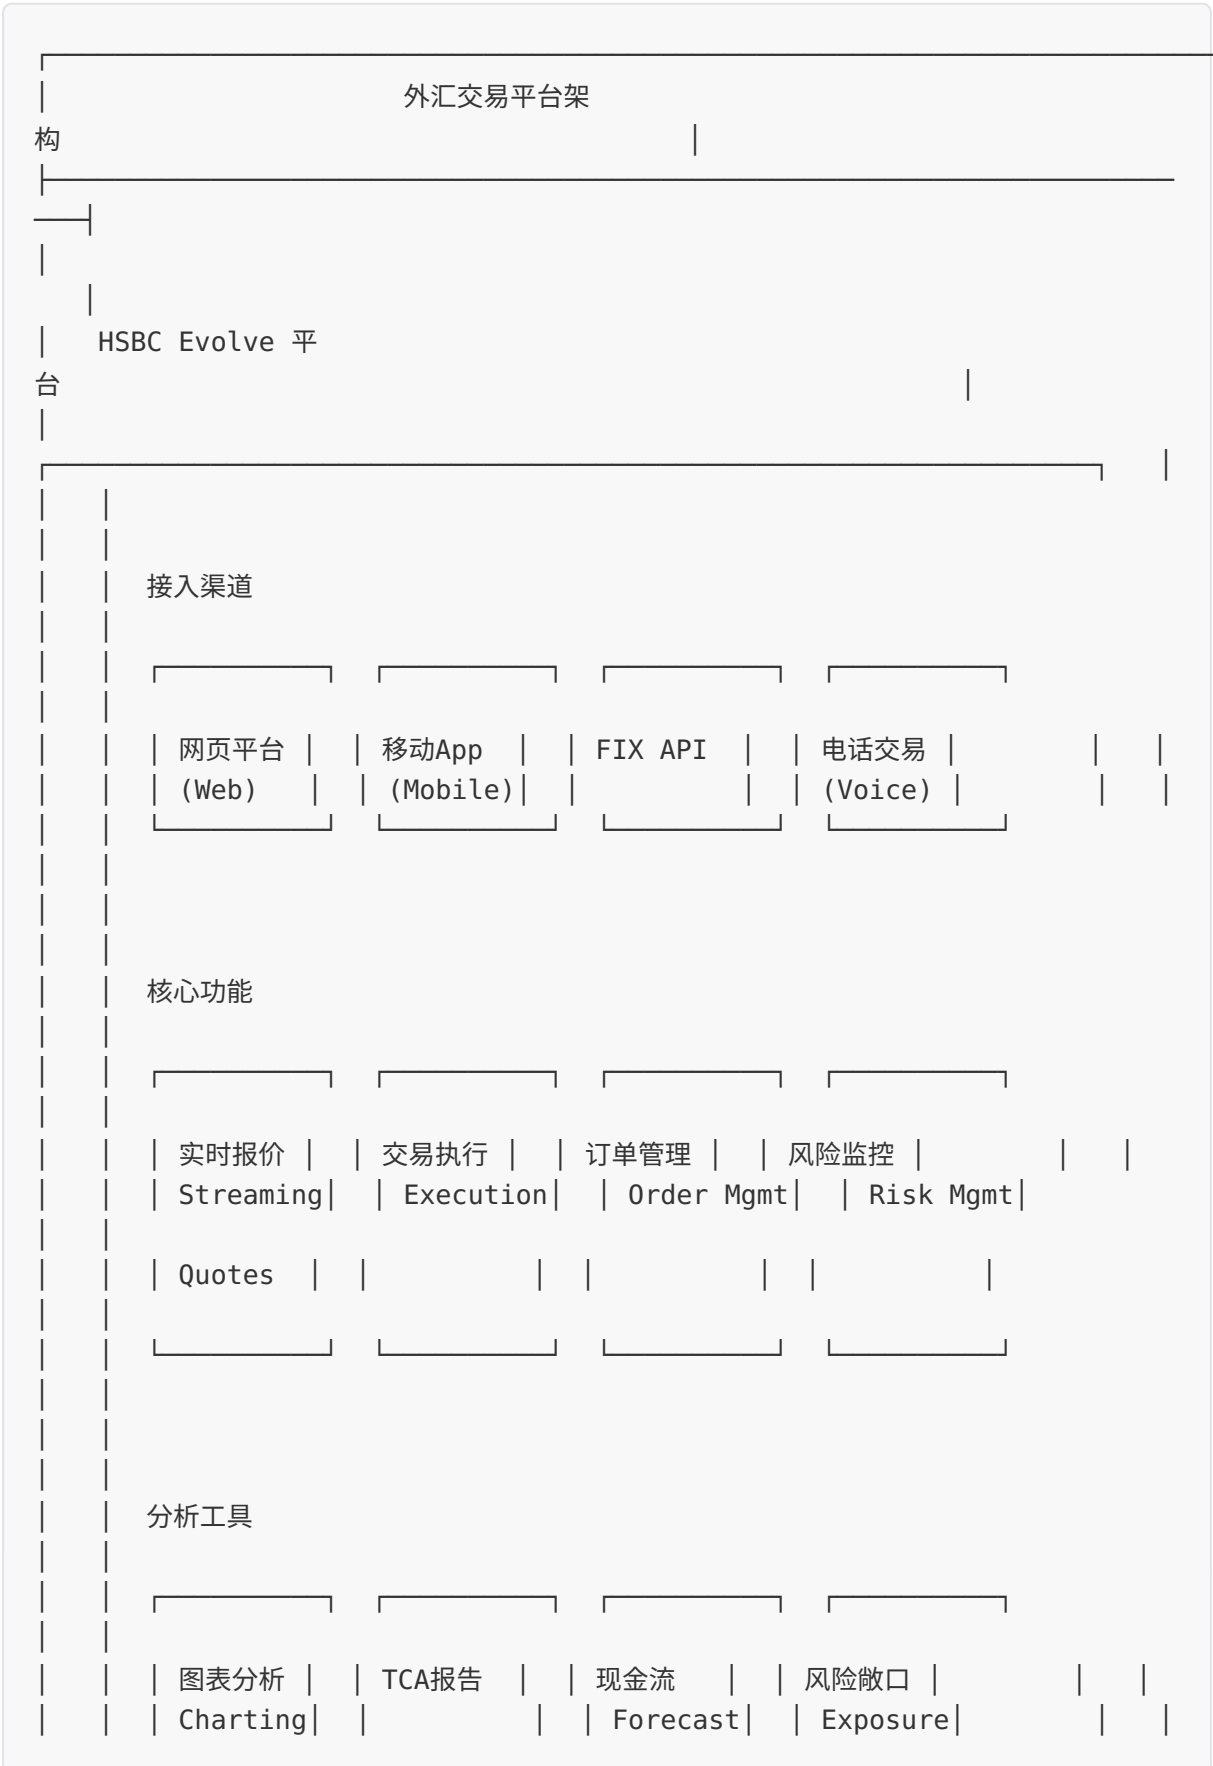 外汇交易平台架
构
HSBC Evolve 平
台
接入渠道
网页平台 移动App FIX API 电话交易
(Web) (Mobile) (Voice)
核心功能
实时报价 交易执行 订单管理 风险监控
Streaming Execution Order Mgmt Risk Mgmt
Quotes
分析工具
图表分析 TCA报告 现金流 风险敞口
Charting Forecast Exposure